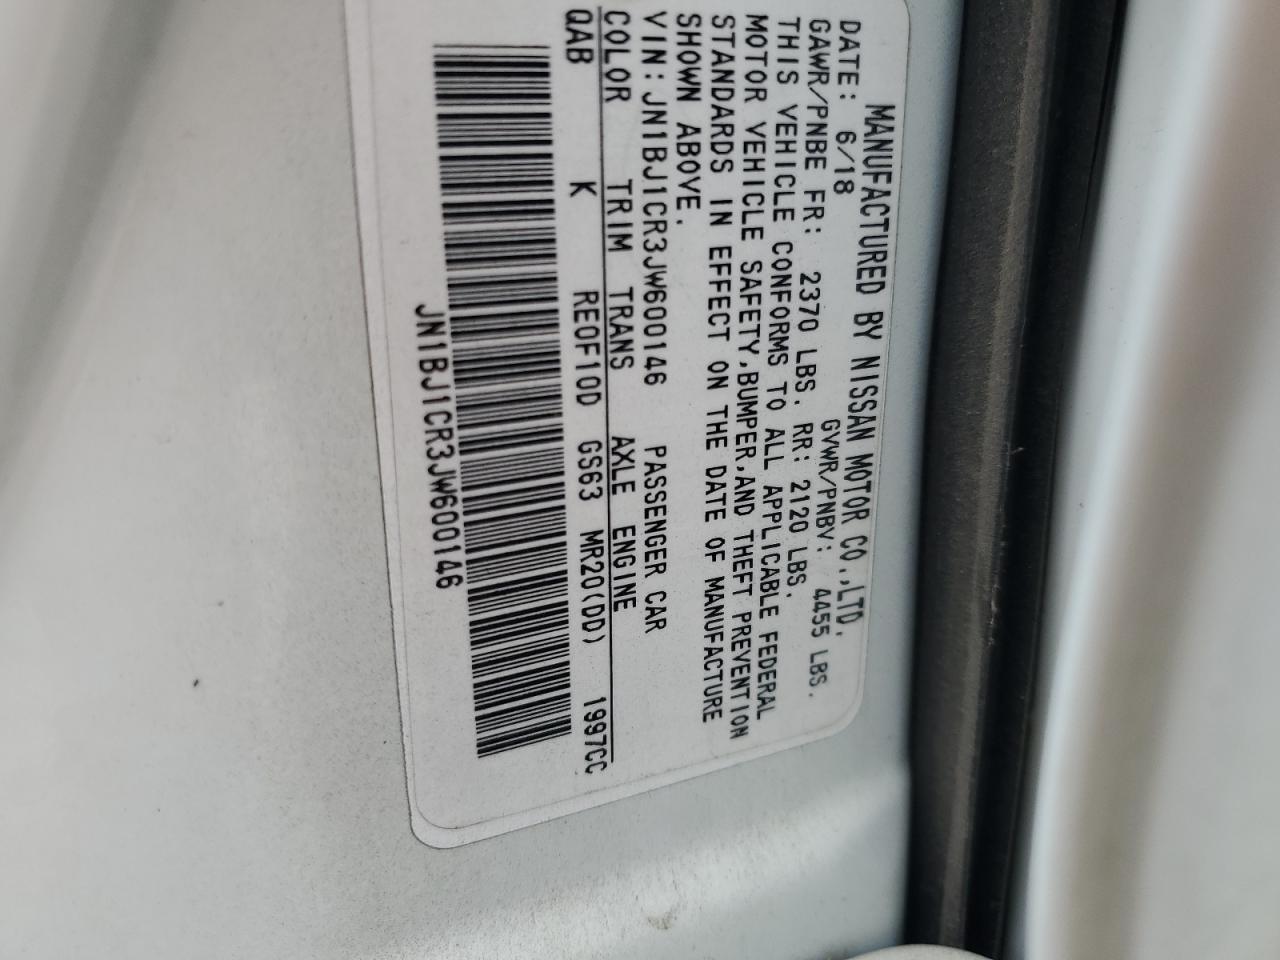 MANUFACTURED BY NISSAN MOTOR CO.,LTD.
DATE: 6/18 GVWR/PNBV: 4455 LBS.
GAWR/PNBE FR: 2370 LBS. RR: 2120 LBS.
THIS VEHICLE CONFORMS TO ALL APPLICABLE FEDERAL
MOTOR VEHICLE SAFETY,BUMPER,AND THEFT PREVENTION
STANDARDS IN EFFECT ON THE DATE OF MANUFACTURE
SHOWN ABOVE.
VIN: JN1BJ1CR3JW600146 PASSENGER CAR
COLOR TRIM TRANS AXLE ENGINE
QAB K RE0F10D GS63 MR20(DD) 1997CC
JN1BJ1CR3JW600146